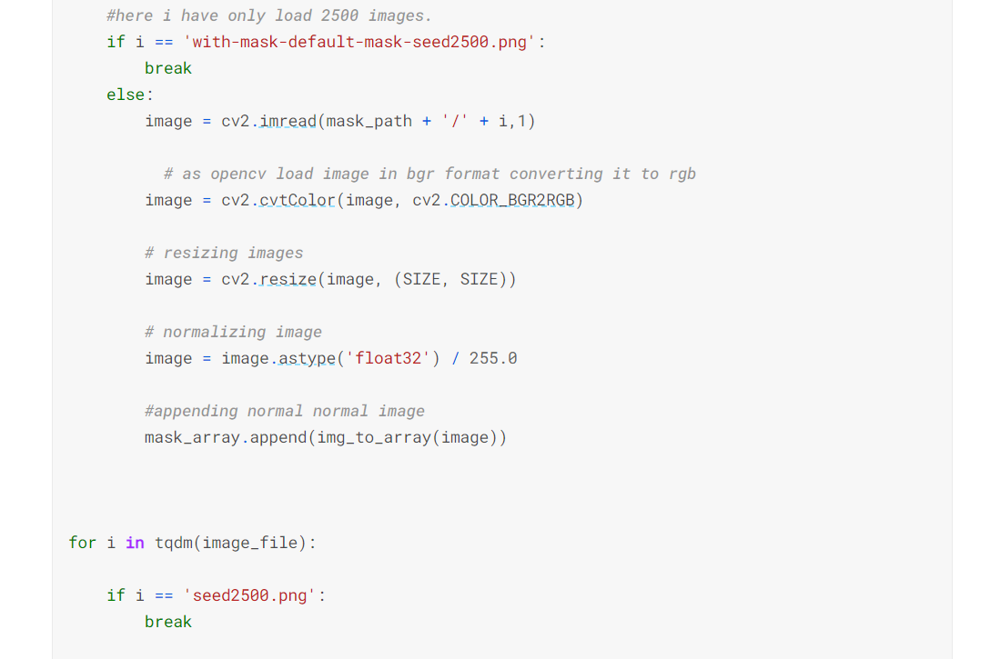 #here i have only load 2500 images.
if i == 'with-mask-default-mask-seed2500.png':
break
else:
image = cv2.imread(mask_path + '/' + i,1)
# as opencv load image in bgr format converting it to rgb
image = cv2.cvtColor(image, cv2.COLOR_BGR2RGB)
# resizing images
image = cv2.resize(image, (SIZE, SIZE))
# normalizing image
image = image.astype('float32') / 255.0
#appending normal normal image
mask_array.append(img_to_array(image))
for i in tqdm(image_file):
if i == 'seed2500.png':
break